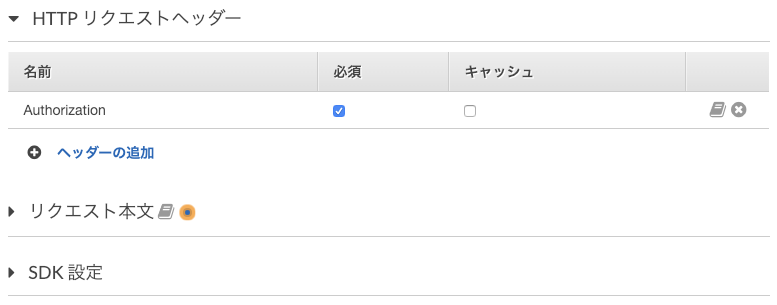 HTTP リクエストヘッダー
名前 必須 キャッシュ
Authorization
ヘッダーの追加
リクエスト本文
SDK 設定